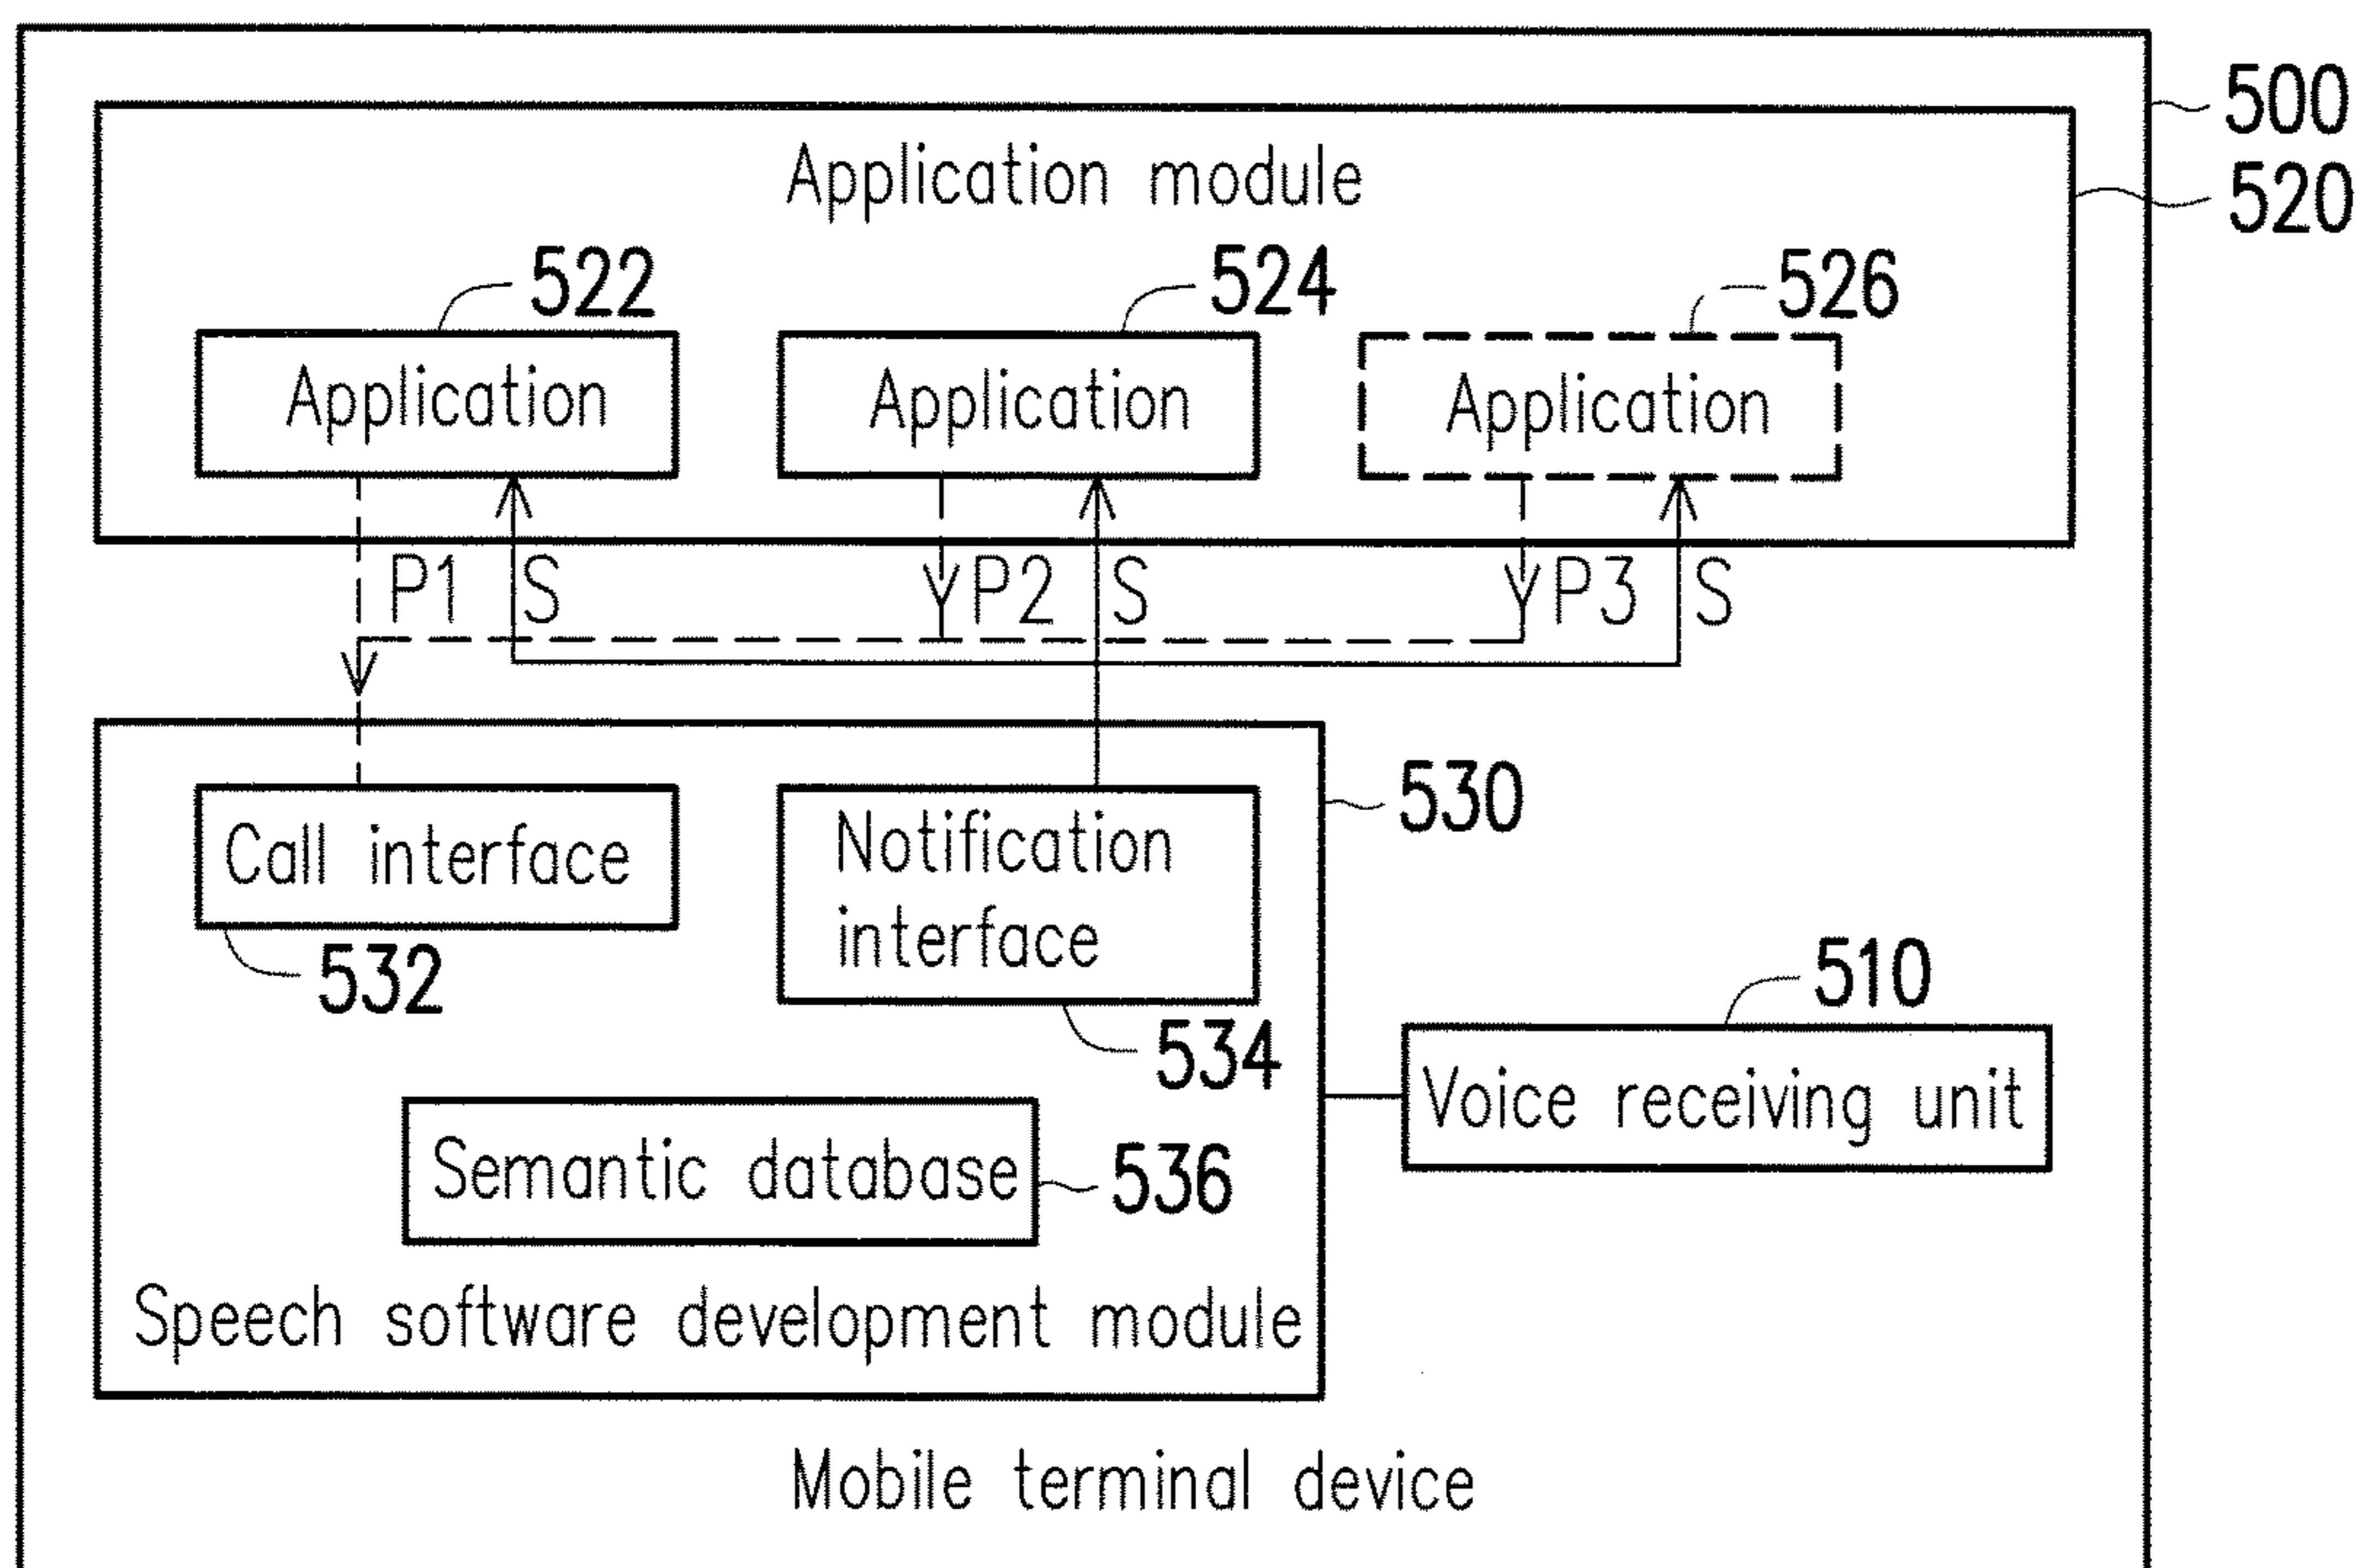 500
Application module
520
522
524
526
Application
Application
Application
P1
S
P2
S
P3
S
530
Call interface
Notification
interface
532
534
510
Voice receiving unit
Semantic database
536
Speech software development module
Mobile terminal device